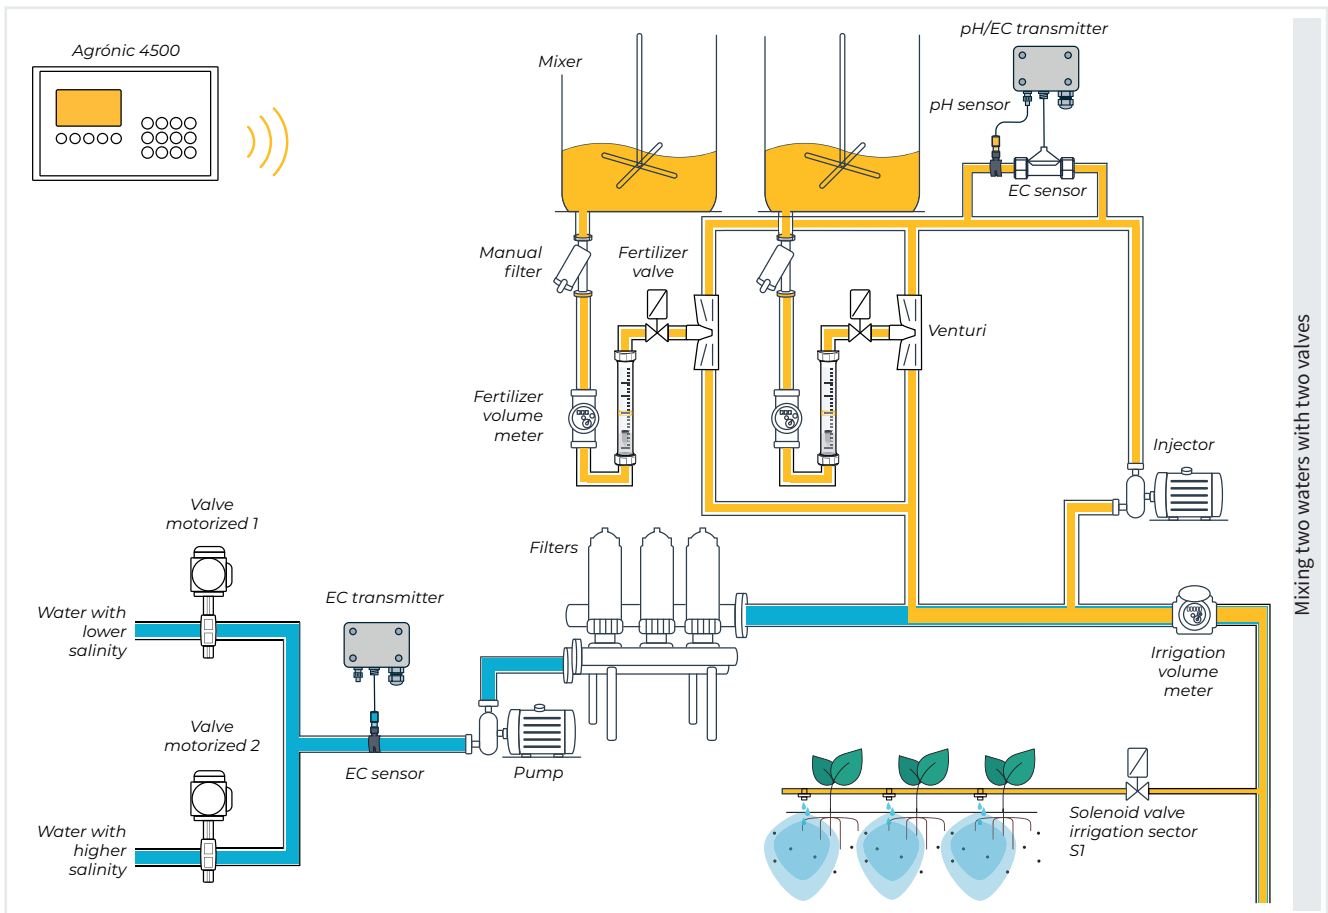 Agrónic 4500
Mixer
pH/EC transmitter
pH sensor
EC sensor
Manual
filter
Fertilizer
valve
Venturi
Fertilizer
volume
meter
Injector
Valve
motorized 1
Filters
EC transmitter
Water with
lower
salinity
Irrigation
volume
meter
Valve
motorized 2
EC sensor
Pump
Water with
higher
salinity
Solenoid valve
irrigation sector
S1
Mixing two waters with two valves